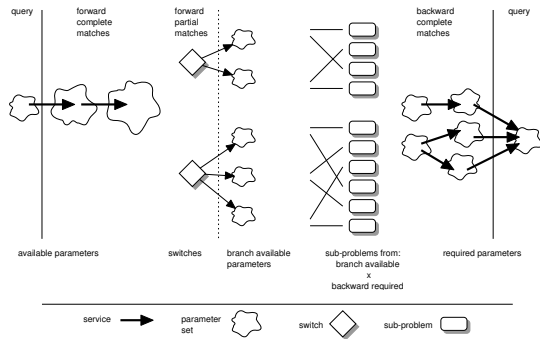 query
forward
complete
matches
forward
partial
matches
backward
complete
matches
query
available parameters
switches
branch available
parameters
sub-problems from:
branch available
x
backward required
required parameters
service
parameter
set
switch
sub-problem